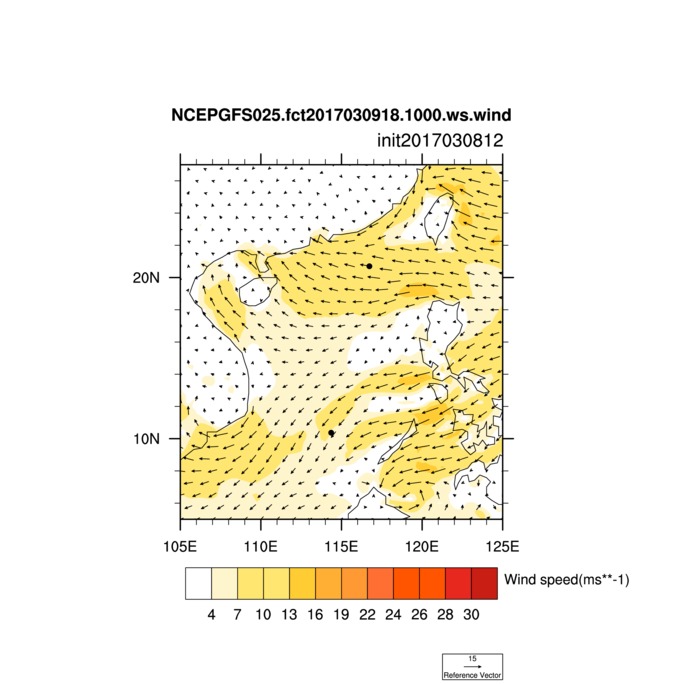 NCEPGFS025.fct2017030918.1000.ws.wind
init2017030812
20N
10N
105E 110E 115E 120E 125E
Wind speed(ms**-1)
4 7 10 13 16 19 22 24 26 28 30
15
Reference Vector